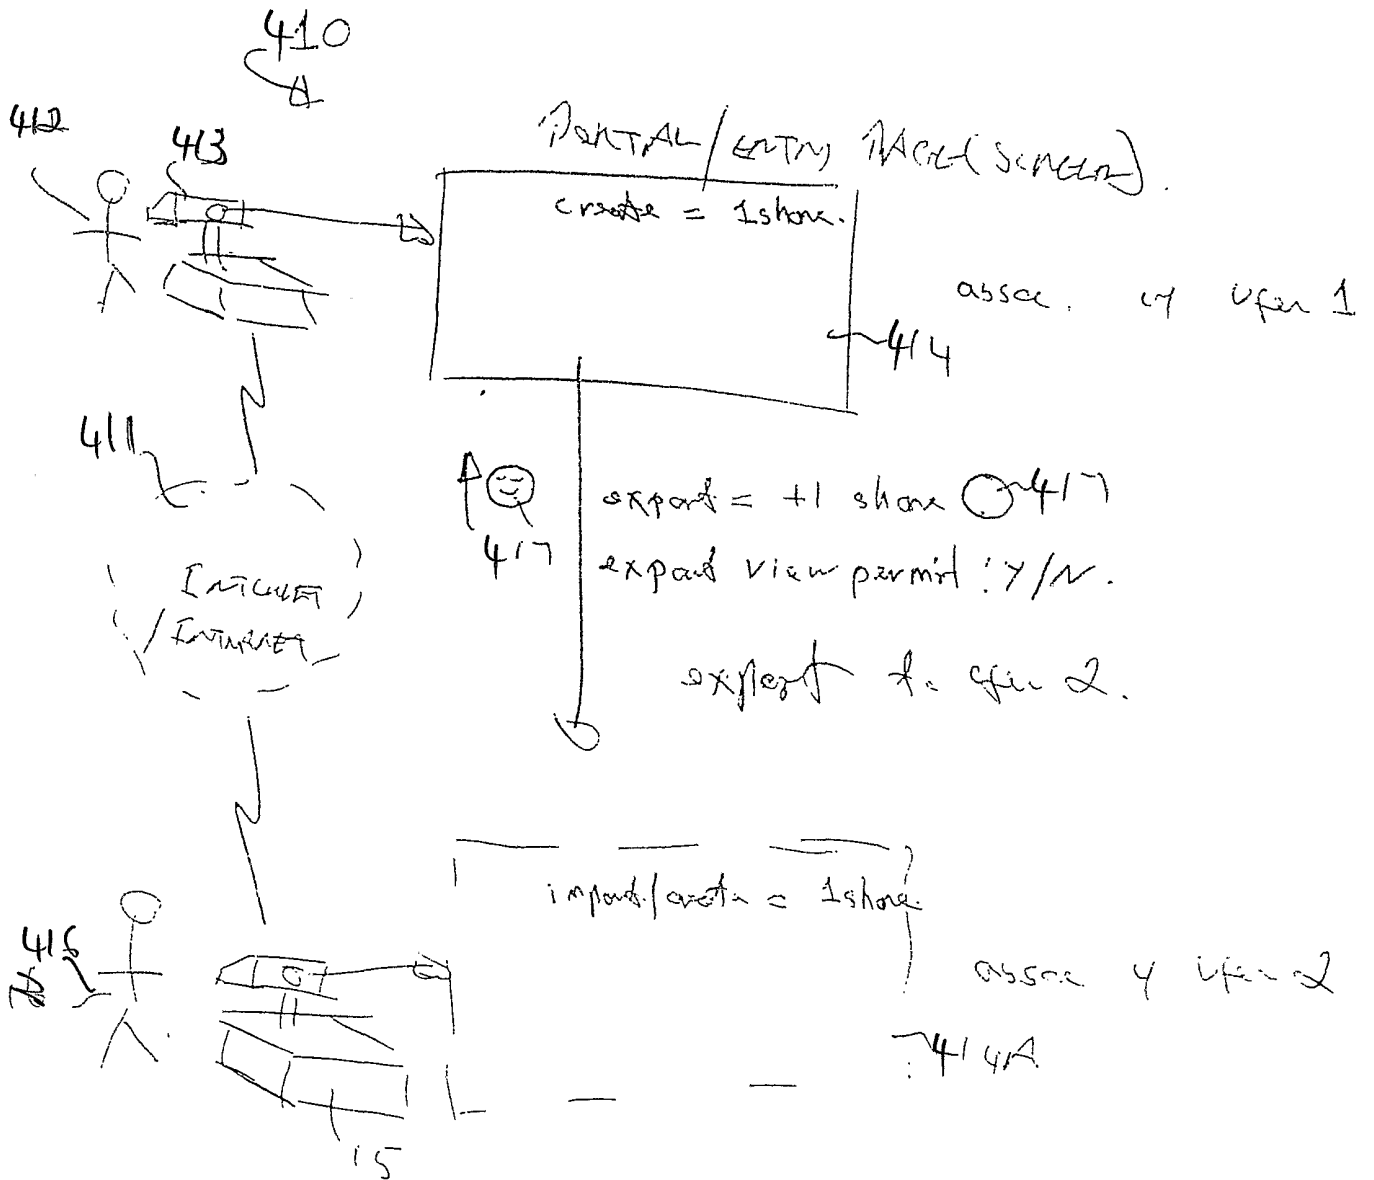 410
412
413
PORTAL/ENTRY PAGE (SCREEN).
create = 1 share.
assoc. w/ user 1
414
411
417
export = +1 share 417
export view permit : Y/N.
INTERNET
/INTRANET
export to user 2.
import/create = 1 share
assoc w/ user 2
414A
15